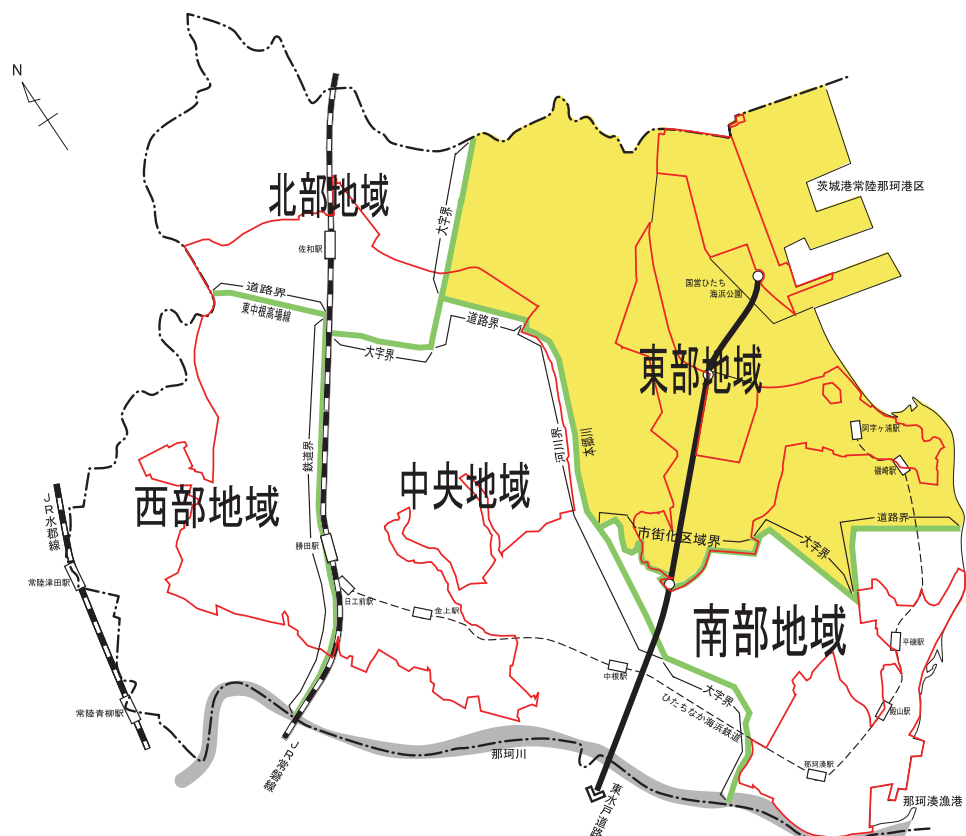 N
北部地域
大字界
茨城港常陸那珂港区
佐和駅
国営ひたち
海浜公園
道路界
東中根高場線
道路界
大字界
東部地域
阿字ヶ浦駅
磯崎駅
鉄道界
河川界
本郷川
西部地域
中央地域
JR水郡線
市街化区域界
大字界
道路界
勝田駅
常陸津田駅
日工前駅
金上駅
南部地域
平磯駅
中根駅
大字界
ひたちなか海浜鉄道
殿山駅
常陸青柳駅
JR常磐線
那珂川
那珂湊駅
東水戸道路
那珂湊漁港